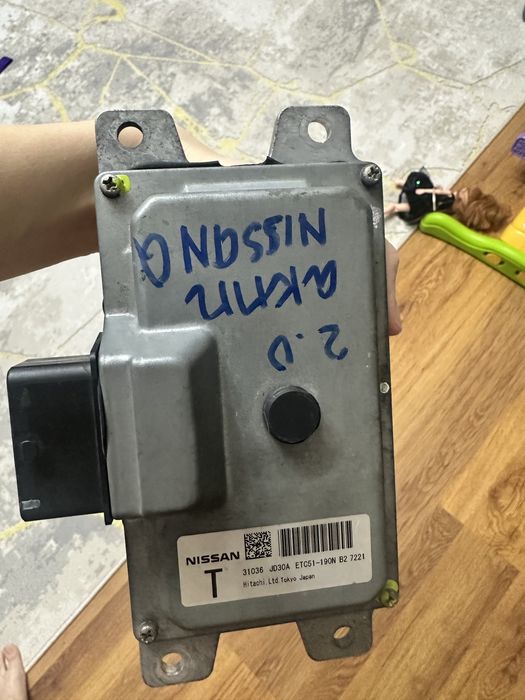 2.0
акпп
NISSAN Q
NISSAN
T
31036 JD30A ETC51-190N B2 7221
Hitachi, Ltd. Tokyo Japan